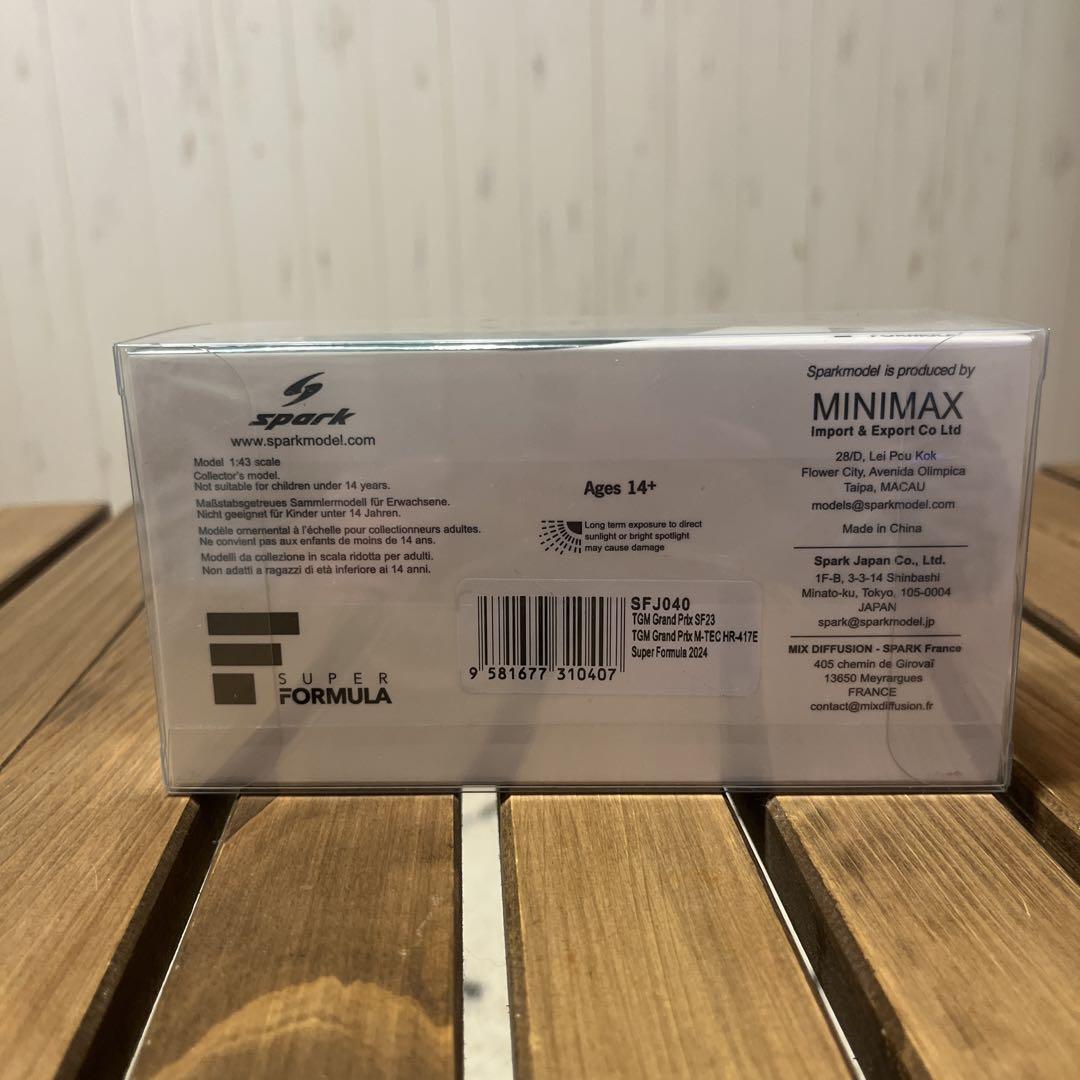 spark
www.sparkmodel.com
Model 1:43 scale
Collector's model.
Not suitable for children under 14 years.
Maßstabsgetreues Sammlermodell für Erwachsene.
Nicht geeignet für Kinder unter 14 Jahren.
Modèle ornemental à l'échelle pour collectionneurs adultes.
Ne convient pas aux enfants de moins de 14 ans.
Modelli da collezione in scala ridotta per adulti.
Non adatti a ragazzi di età inferiore ai 14 anni.
SUPER
FORMULA
Ages 14+
Long term exposure to direct
sunlight or bright spotlight
may cause damage
SFJ040
TGM Grand Prix SF23
TGM Grand Prix M-TEC HR-417E
Super Formula 2024
9 581677 310407
FORMULA
Sparkmodel is produced by
MINIMAX
Import & Export Co Ltd
28/D, Lei Pou Kok
Flower City, Avenida Olimpica
Taipa, MACAU
models@sparkmodel.com
Made in China
Spark Japan Co., Ltd.
1F-B, 3-3-14 Shinbashi
Minato-ku, Tokyo, 105-0004
JAPAN
spark@sparkmodel.jp
MIX DIFFUSION - SPARK France
405 chemin de Girovaï
13650 Meyrargues
FRANCE
contact@mixdiffusion.fr